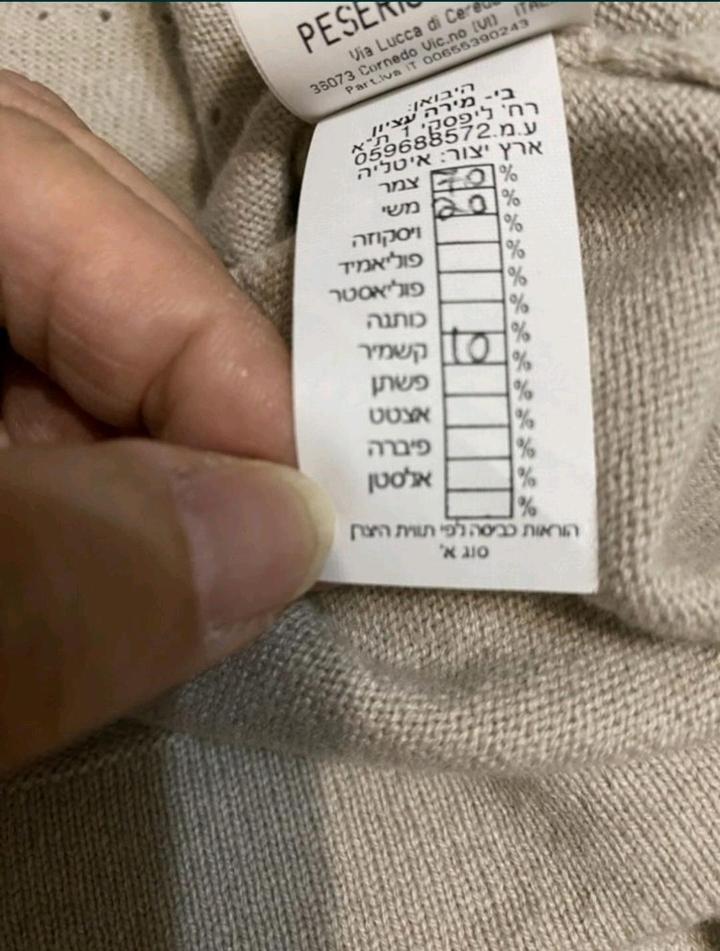 PESERIC
Via Lucca di Cereda
36073 Cornedo Vic.no (VI) ITAL
Part.iva IT 00655390243
היבואן:
בי- מירה עציון
רח' ליפסקי 1 ת"א
ע.מ.059688572
ארץ יצור: איטליה
צמר 70 %
משי 20 %
ויסקוזה %
פוליאמיד %
פוליאסטר %
כותנה %
קשמיר 10 %
פשתן %
אצטט %
פיברה %
אלסטן %
%
הוראות כביסה לפי תווית היצרן
סוג א'